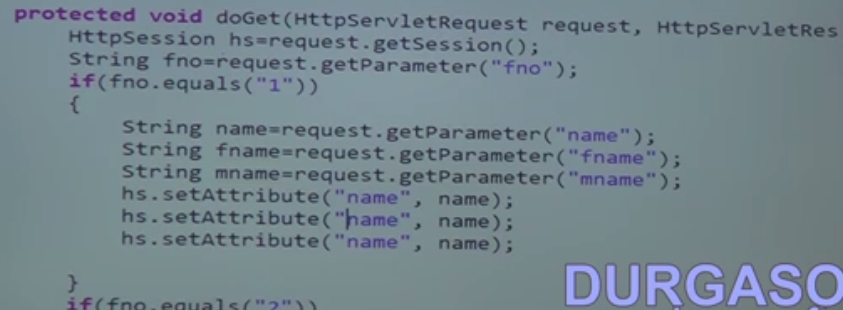 protected void doGet(HttpServletRequest request, HttpServletRes
HttpSession hs=request.getSession();
String fno=request.getParameter("fno");
if(fno.equals("1"))
{
String name=request.getParameter("name");
String fname=request.getParameter("fname");
String mname=request.getParameter("mname");
hs.setAttribute("name", name);
hs.setAttribute("name", name);
hs.setAttribute("name", name);
}
if(fno.equals("2"))
DURGASO